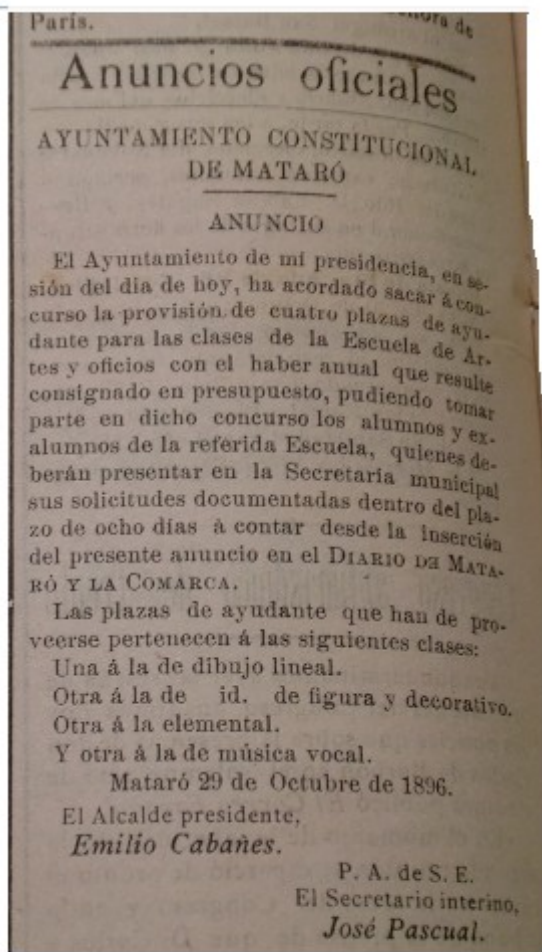 París.
ñora de
Anuncios oficiales
AYUNTAMIENTO CONSTITUCIONAL
DE MATARÓ
ANUNCIO
El Ayuntamiento de mi presidencia, en se-
sión del dia de hoy, ha acordado sacar á con-
curso la provisión de cuatro plazas de ayu-
dante para las clases de la Escuela de Ar-
tes y oficios con el haber anual que resulte
consignado en presupuesto, pudiendo tomar
parte en dicho concurso los alumnos y ex-
alumnos de la referida Escuela, quienes de-
berán presentar en la Secretaría municipal
sus solicitudes documentadas dentro del pla-
zo de ocho días à contar desde la inserción
del presente anuncio en el DIARIO DE MATA-
RÓ Y LA COMARCA.
Las plazas de ayudante que han de pro-
veerse pertenecen á las siguientes clases:
Una á la de dibujo lineal.
Otra á la de id. de figura y decorativo.
Otra á la elemental.
Y otra á la de música vocal.
Mataró 29 de Octubre de 1896.
El Alcalde presidente,
Emilio Cabañes.
P. A. de S. E.
El Secretario interino,
José Pascual.